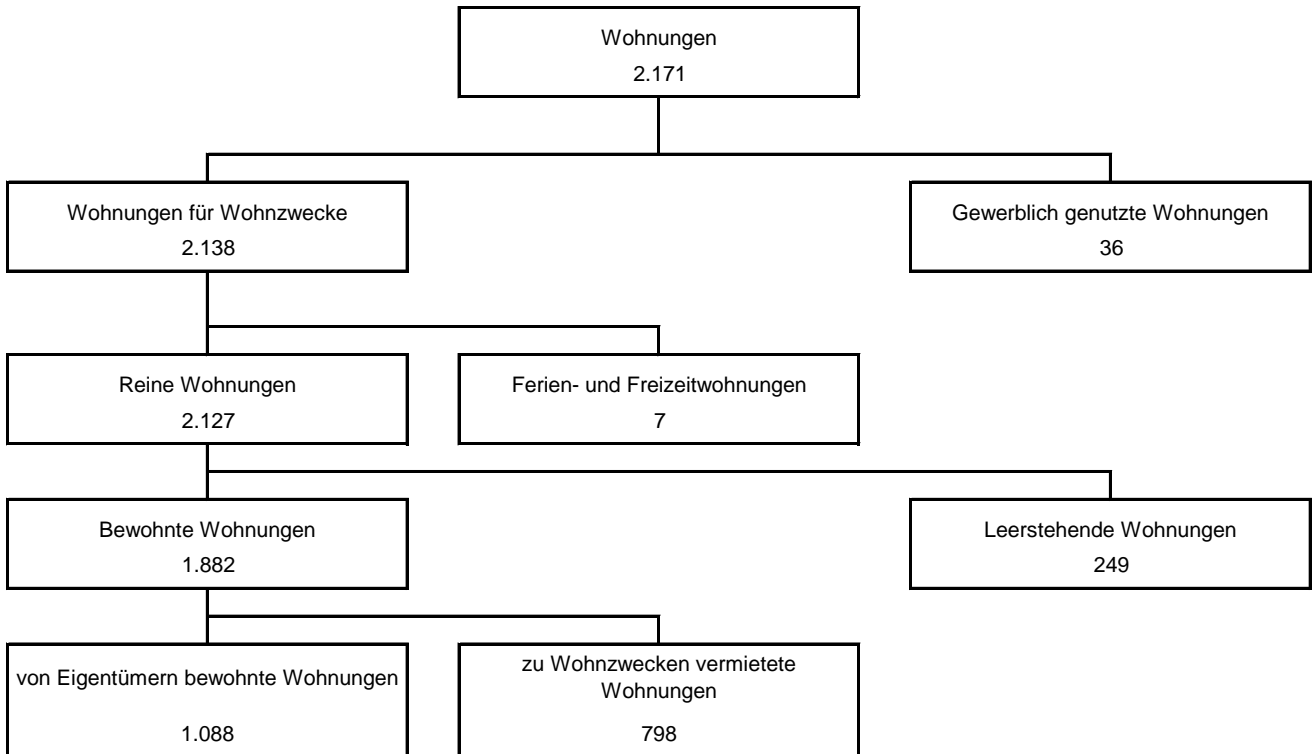 Wohnungen
2.171
Wohnungen für Wohnzwecke
2.138
Gewerblich genutzte Wohnungen
36
Reine Wohnungen
2.127
Ferien- und Freizeitwohnungen
7
Bewohnte Wohnungen
1.882
Leerstehende Wohnungen
249
von Eigentümern bewohnte Wohnungen
1.088
zu Wohnzwecken vermietete
Wohnungen
798